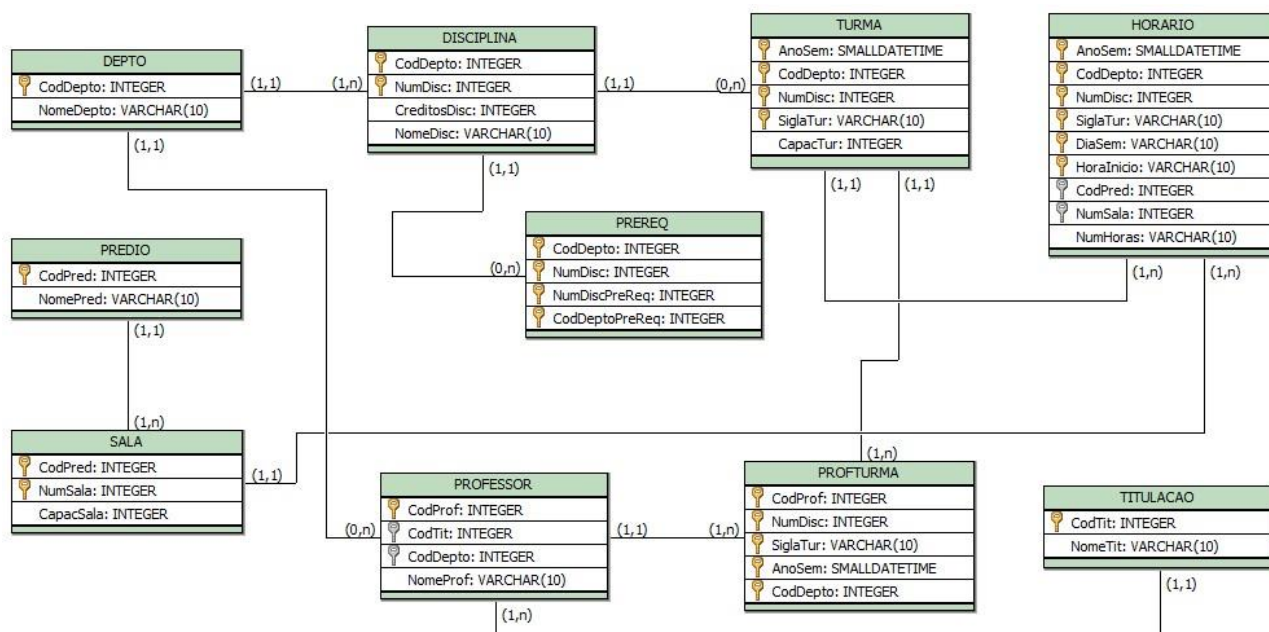 DEPTO
CodDepto: INTEGER
NomeDepto: VARCHAR(10)
(1,1)
(1,n)
(1,1)
DISCIPLINA
CodDepto: INTEGER
NumDisc: INTEGER
CreditosDisc: INTEGER
NomeDisc: VARCHAR(10)
(1,1)
(0,n)
(1,1)
TURMA
AnoSem: SMALLDATETIME
CodDepto: INTEGER
NumDisc: INTEGER
SiglaTur: VARCHAR(10)
CapacTur: INTEGER
(1,1)
(1,1)
HORARIO
AnoSem: SMALLDATETIME
CodDepto: INTEGER
NumDisc: INTEGER
SiglaTur: VARCHAR(10)
DiaSem: VARCHAR(10)
HoraInicio: VARCHAR(10)
CodPred: INTEGER
NumSala: INTEGER
NumHoras: VARCHAR(10)
(1,n)
(1,n)
PREREQ
CodDepto: INTEGER
NumDisc: INTEGER
NumDiscPreReq: INTEGER
CodDeptoPreReq: INTEGER
(0,n)
PREDIO
CodPred: INTEGER
NomePred: VARCHAR(10)
(1,1)
(1,n)
SALA
CodPred: INTEGER
NumSala: INTEGER
CapacSala: INTEGER
(1,1)
(0,n)
PROFESSOR
CodProf: INTEGER
CodTit: INTEGER
CodDepto: INTEGER
NomeProf: VARCHAR(10)
(1,n)
(1,1)
(1,n)
(1,n)
PROFTURMA
CodProf: INTEGER
NumDisc: INTEGER
SiglaTur: VARCHAR(10)
AnoSem: SMALLDATETIME
CodDepto: INTEGER
TITULACAO
CodTit: INTEGER
NomeTit: VARCHAR(10)
(1,1)